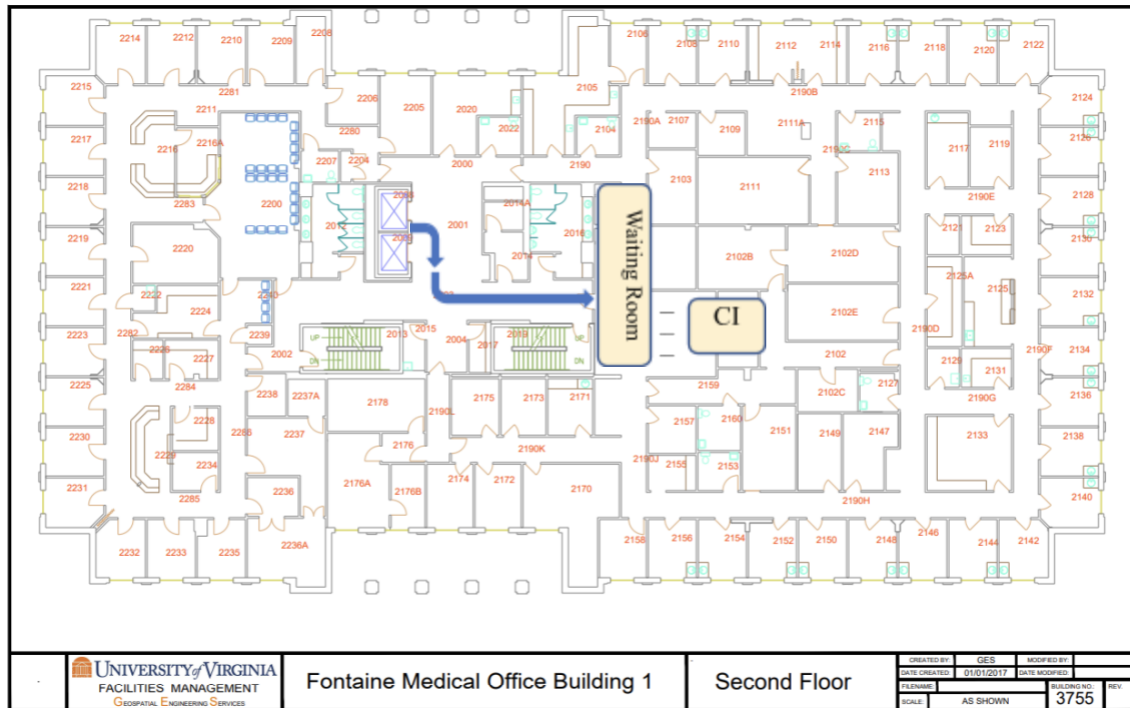 2214 2212 2210 2209 2208 2106 2108 2110 2112 2114 2116 2118 2120 2122
2215 2281 2206 2205 2020 2105 2190B 2124
2211 2022 2104 2190A 2107 2109 2111A 2115
2217 2216 2216A 2280 2190C 2117 2119 2126
2207 2204 2000 2190 2103 2111 2113
2218 2283 2200 2128
2014A 2190E
2219 2220 2012 2001 2016 2121 2123 2130
2014 Waiting Room 2102B 2102D
2221 2222 2240 2125A 2125 2132
2224 CI 2102E
2223 2282 2239 UP 2013 2015 2004 2017 2019 UP 2190D 2134
2226 2227 2002 DN DN 2102 2129 2131 2190F
2225 2284 2238 2237A 2178 2175 2173 2171 2159 2102C 2127 2190G 2136
2228 2286 2237 2190L 2157 2160 2151 2149 2147 2133
2230 2229 2176 2190K 2138
2234 2190J 2155 2153
2231 2285 2236 2176A 2176B 2174 2172 2170 2190H 2140
2232 2233 2235 2236A 2158 2156 2154 2152 2150 2148 2146 2144 2142
UNIVERSITY of VIRGINIA
FACILITIES MANAGEMENT
GEOSPATIAL ENGINEERING SERVICES
Fontaine Medical Office Building 1
Second Floor
CREATED BY: GES MODIFIED BY:
DATE CREATED: 01/01/2017 DATE MODIFIED:
FILENAME: BUILDING NO.: REV.
SCALE: AS SHOWN 3755